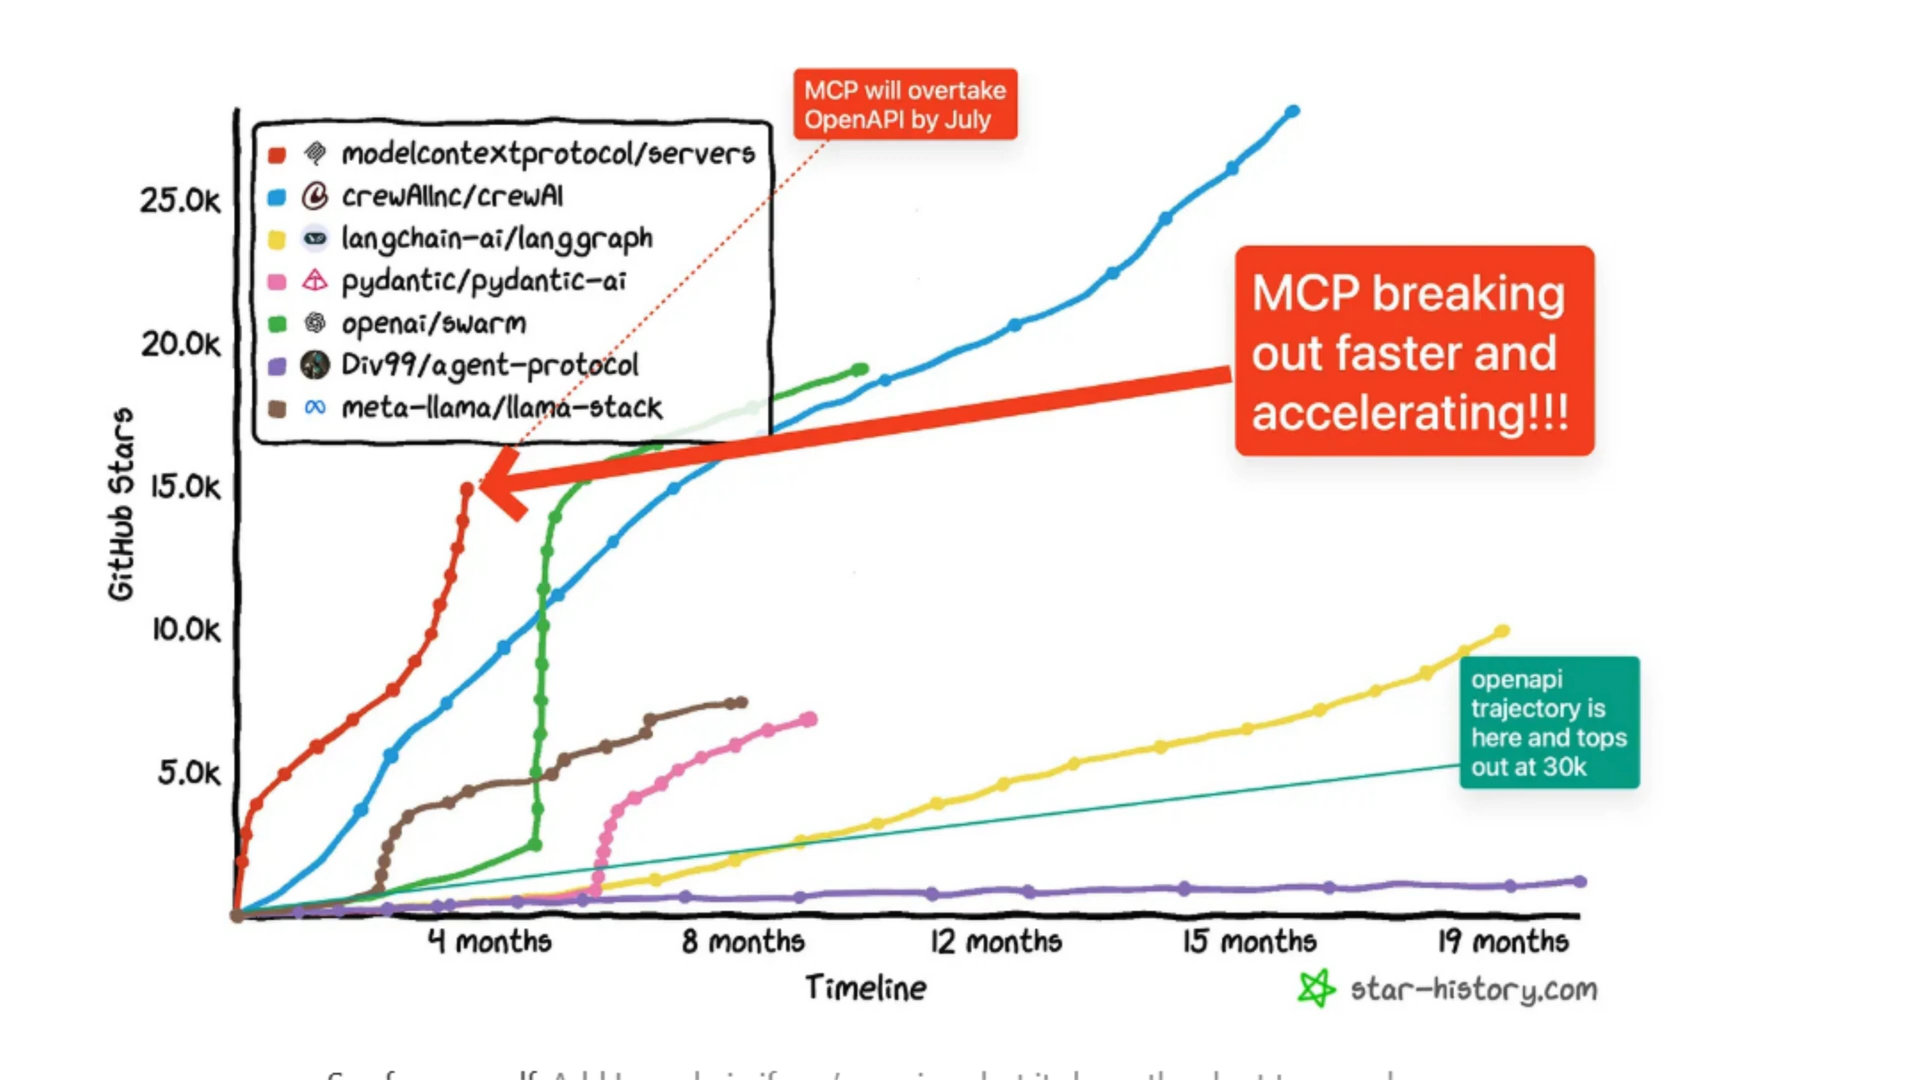 MCP will overtake
OpenAPI by July
modelcontextprotocol/servers
crewAIInc/crewAI
langchain-ai/langgraph
pydantic/pydantic-ai
openai/swarm
Div99/agent-protocol
meta-llama/llama-stack
MCP breaking
out faster and
accelerating!!!
25.0k
20.0k
15.0k
10.0k
5.0k
GitHub Stars
openapi
trajectory is
here and tops
out at 30k
4 months
8 months
12 months
15 months
19 months
Timeline
star-history.com